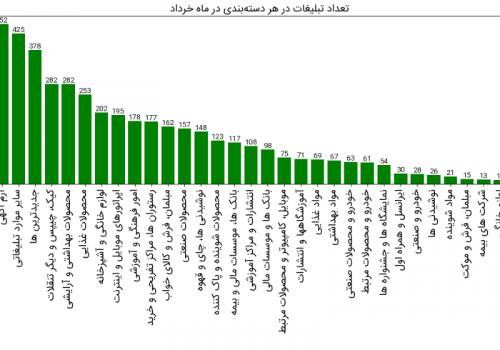 تعداد تبلیغات در هر دسته‌بندی در ماه خرداد
52
425
378
282
282
253
202
195
178
177
162
157
148
123
117
108
98
75
71
69
67
63
61
54
30
28
26
21
15
13
آرم آگهی
سایر موارد تبلیغاتی
جدیدترین ها
کیک، چیپس و دیگر تنقلات
محصولات بهداشتی و آرایشی
محصولات غذایی
لوازم خانگی و آشپزخانه
اپراتورهای موبایل و اینترنت
امور فرهنگی و آموزشی
رستوران ها، مراکز تفریحی و خرید
مبلمان، فرش و کالای خواب
محصولات صنعتی
نوشیدنی ها، چای و قهوه
محصولات شوینده و پاک کننده
بانک ها، موسسات مالی و بیمه
انتشارات و مراکز آموزشی
بانک ها و موسسات مالی
موبایل، کامپیوتر و محصولات مرتبط
آموزشگاهها و انتشارات
مواد غذایی
مواد بهداشتی
خودرو و محصولات صنعتی
خودرو و محصولات مرتبط
نمایشگاه ها و جشنواره ها
ایرانسل و همراه اول
خودرو و صنعتی
نوشیدنی ها
مواد شوینده
مبلمان، فرش و موکت
شرکت های بیمه